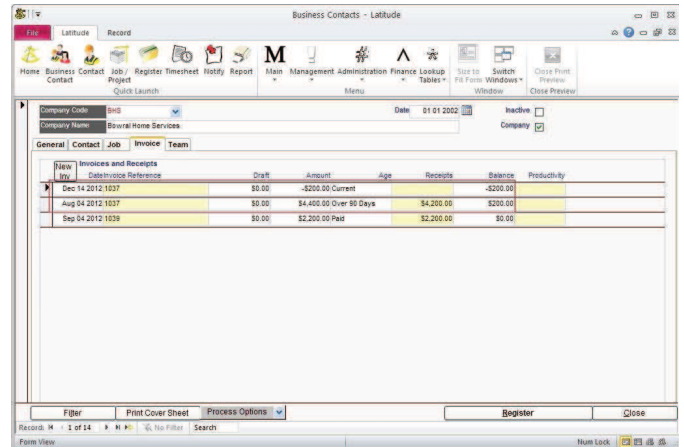 Business Contacts - Latitude
File Latitude Record
Home Business Contact Contact Job / Project Register Timesheet Notify Report Main Management Administration Finance Lookup Tables Size to Fit Form Switch Windows Close Print Preview
Quick Launch Menu Window Close Preview
Company Code BHS Date 01 01 2002 Inactive
Company Name Bowral Home Services Company
General Contact Job Invoice Team
New Inv Invoices and Receipts
Date Invoice Reference Draft Amount Age Receipts Balance Productivity
Dec 14 2012 1037 $0.00 -$200.00 Current -$200.00
Aug 04 2012 1037 $0.00 $4,400.00 Over 90 Days $4,200.00 $200.00
Sep 04 2012 1039 $0.00 $2,200.00 Paid $2,200.00 $0.00
Filter Print Cover Sheet Process Options Register Close
Record: 1 of 14 No Filter Search
Form View Num Lock